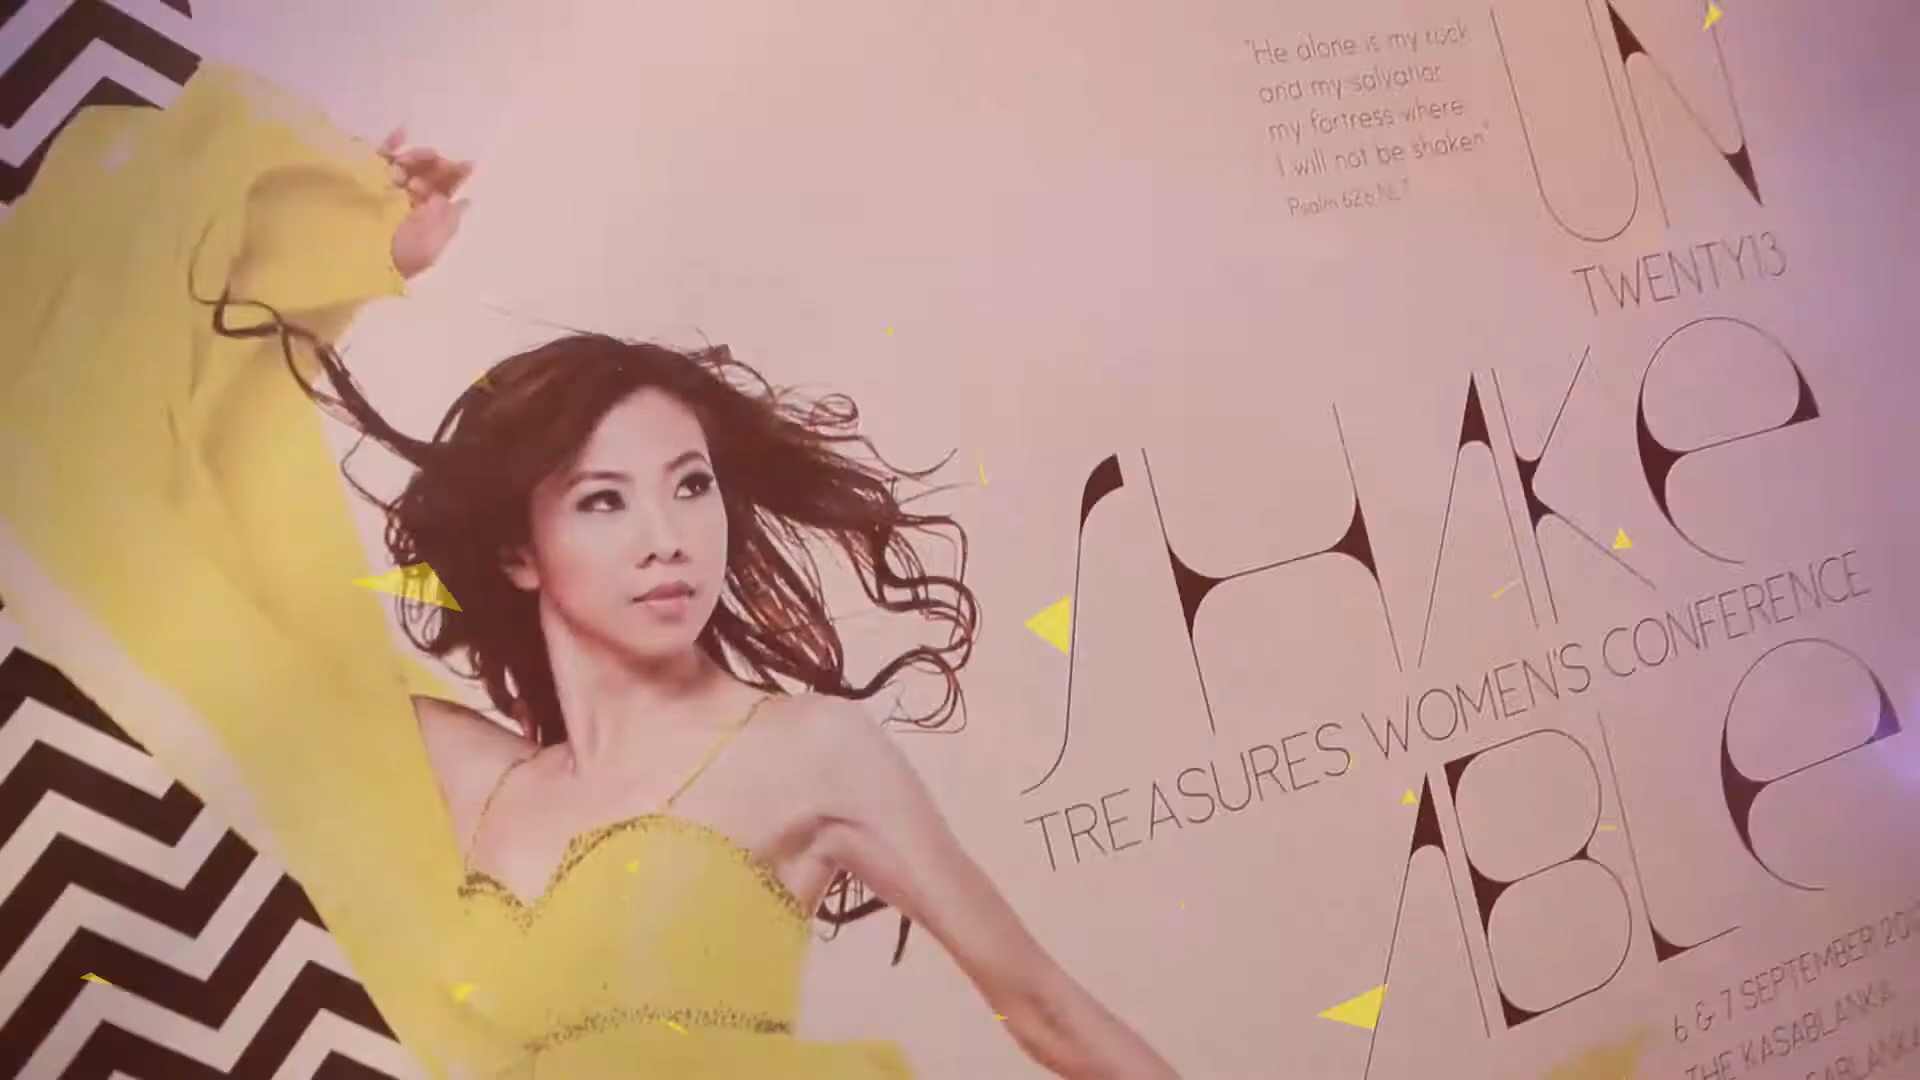 "He alone is my rock
and my salvation
my fortress where
I will not be shaken"
Psalm 62:6 NLT
UN
TWENTY13
SHAKe
TREASURES WOMEN'S CONFERENCE
ABLe
6 & 7 SEPTEMBER
THE KASABLANKA